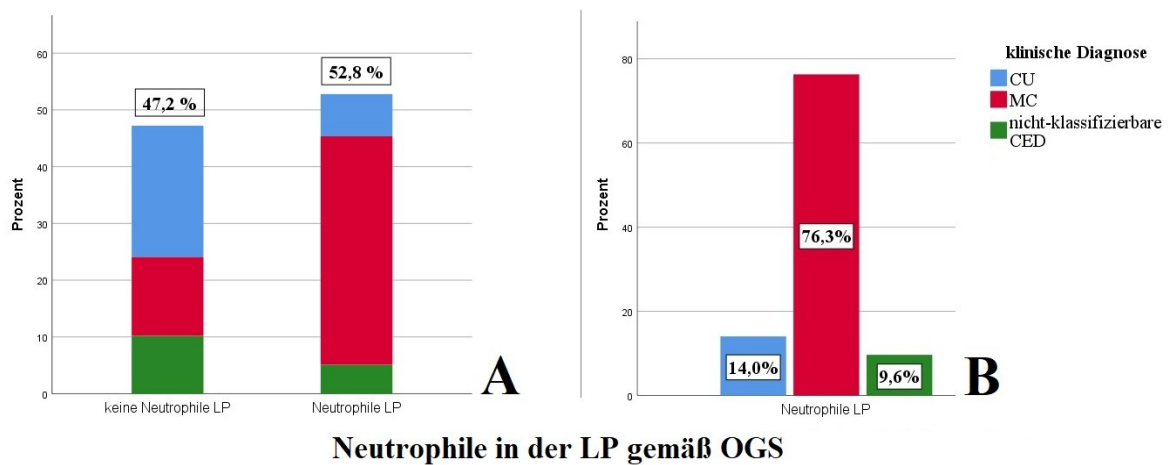 Prozent
60
50
40
30
20
10
0
47,2 %
52,8 %
keine Neutrophile LP
Neutrophile LP
A
Prozent
80
60
40
20
0
14,0%
76,3%
9,6%
Neutrophile LP
B
klinische Diagnose
CU
MC
nicht-klassifizierbare
CED
Neutrophile in der LP gemäß OGS